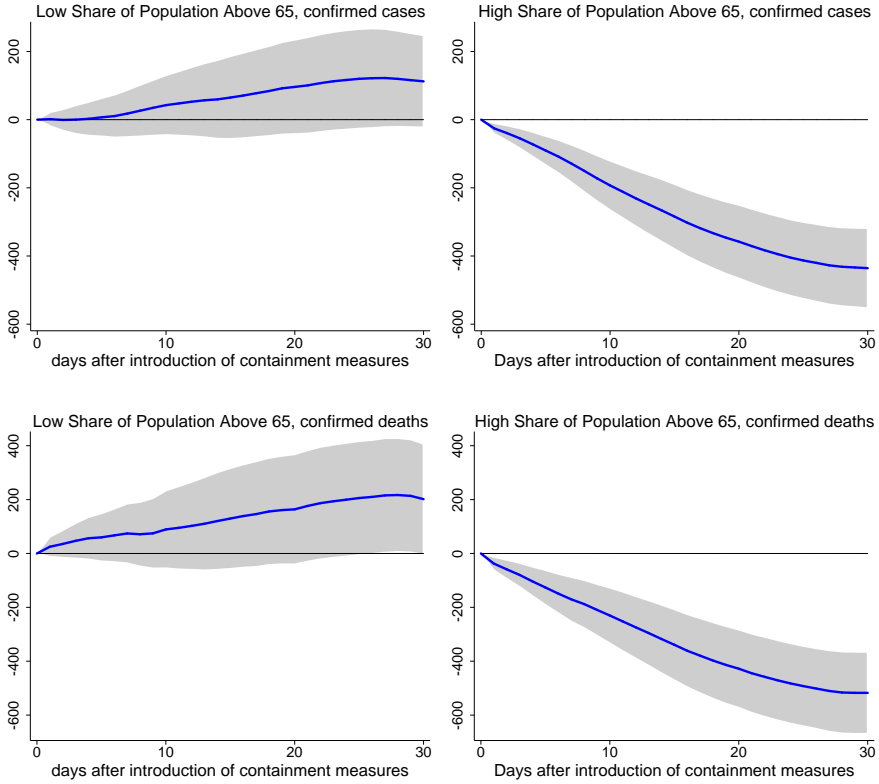 Low Share of Population Above 65, confirmed cases
200
0
-200
-400
-600
0 10 20 30
days after introduction of containment measures
High Share of Population Above 65, confirmed cases
200
0
-200
-400
-600
0 10 20 30
Days after introduction of containment measures
Low Share of Population Above 65, confirmed deaths
400
200
0
-200
-400
-600
0 10 20 30
days after introduction of containment measures
High Share of Population Above 65, confirmed deaths
400
200
0
-200
-400
-600
0 10 20 30
Days after introduction of containment measures